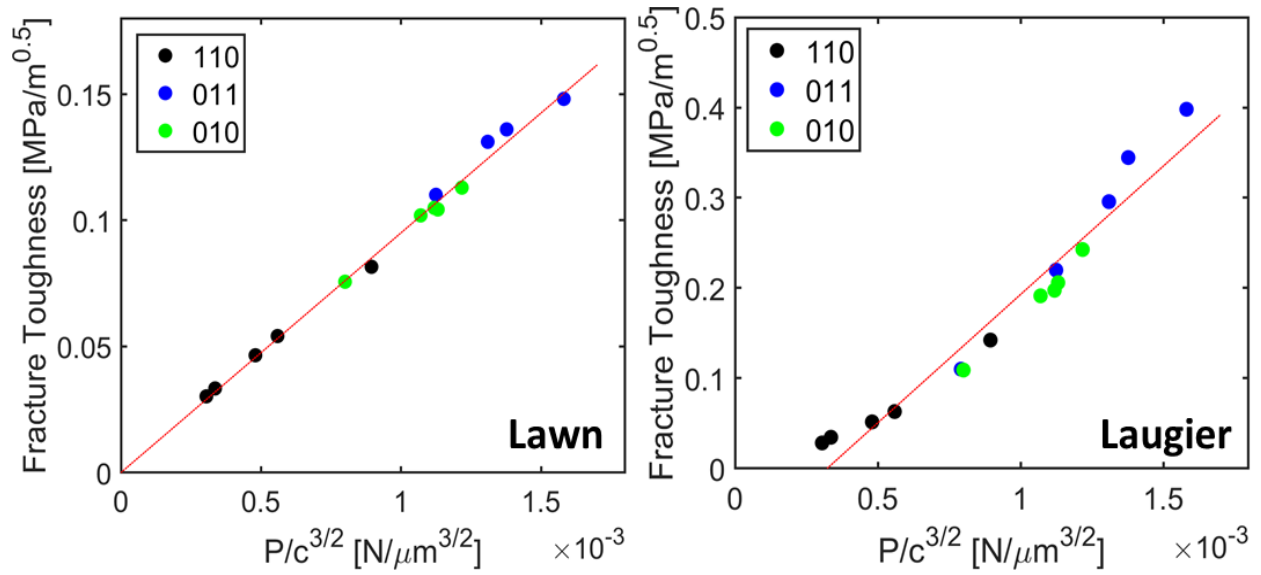 Fracture Toughness [MPa/m^0.5]
110
011
010
0.15
0.1
0.05
0
Lawn
0 0.5 1 1.5
P/c^3/2 [N/μm^3/2] ×10^-3
Fracture Toughness [MPa/m^0.5]
0.5
110
011
010
0.4
0.3
0.2
0.1
0
Laugier
0 0.5 1 1.5
P/c^3/2 [N/μm^3/2] ×10^-3